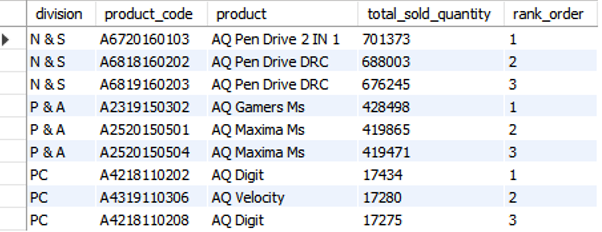 division product_code product total_sold_quantity rank_order
N & S A6720160103 AQ Pen Drive 2 IN 1 701373 1
N & S A6818160202 AQ Pen Drive DRC 688003 2
N & S A6819160203 AQ Pen Drive DRC 676245 3
P & A A2319150302 AQ Gamers Ms 428498 1
P & A A2520150501 AQ Maxima Ms 419865 2
P & A A2520150504 AQ Maxima Ms 419471 3
PC A4218110202 AQ Digit 17434 1
PC A4319110306 AQ Velocity 17280 2
PC A4218110208 AQ Digit 17275 3